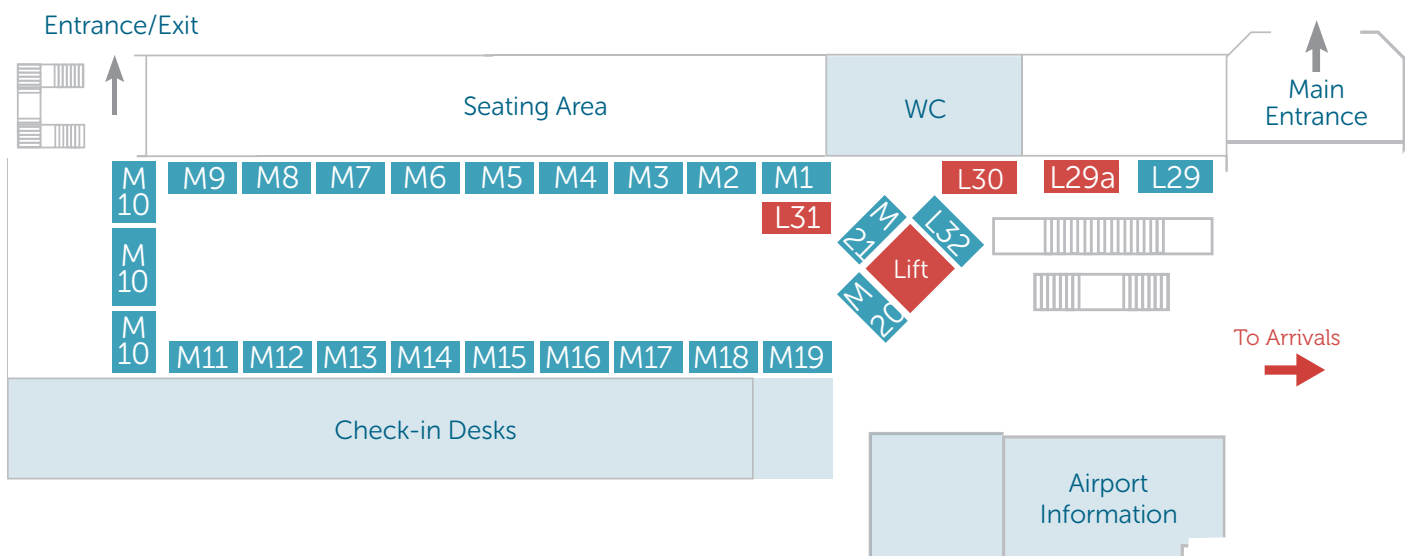 Entrance/Exit
Main
Entrance
Seating Area
WC
M
10
M9
M8
M7
M6
M5
M4
M3
M2
M1
L30
L29a
L29
L31
M
21
L32
Lift
M
20
M
10
M
10
To Arrivals
M11
M12
M13
M14
M15
M16
M17
M18
M19
Check-in Desks
Airport
Information